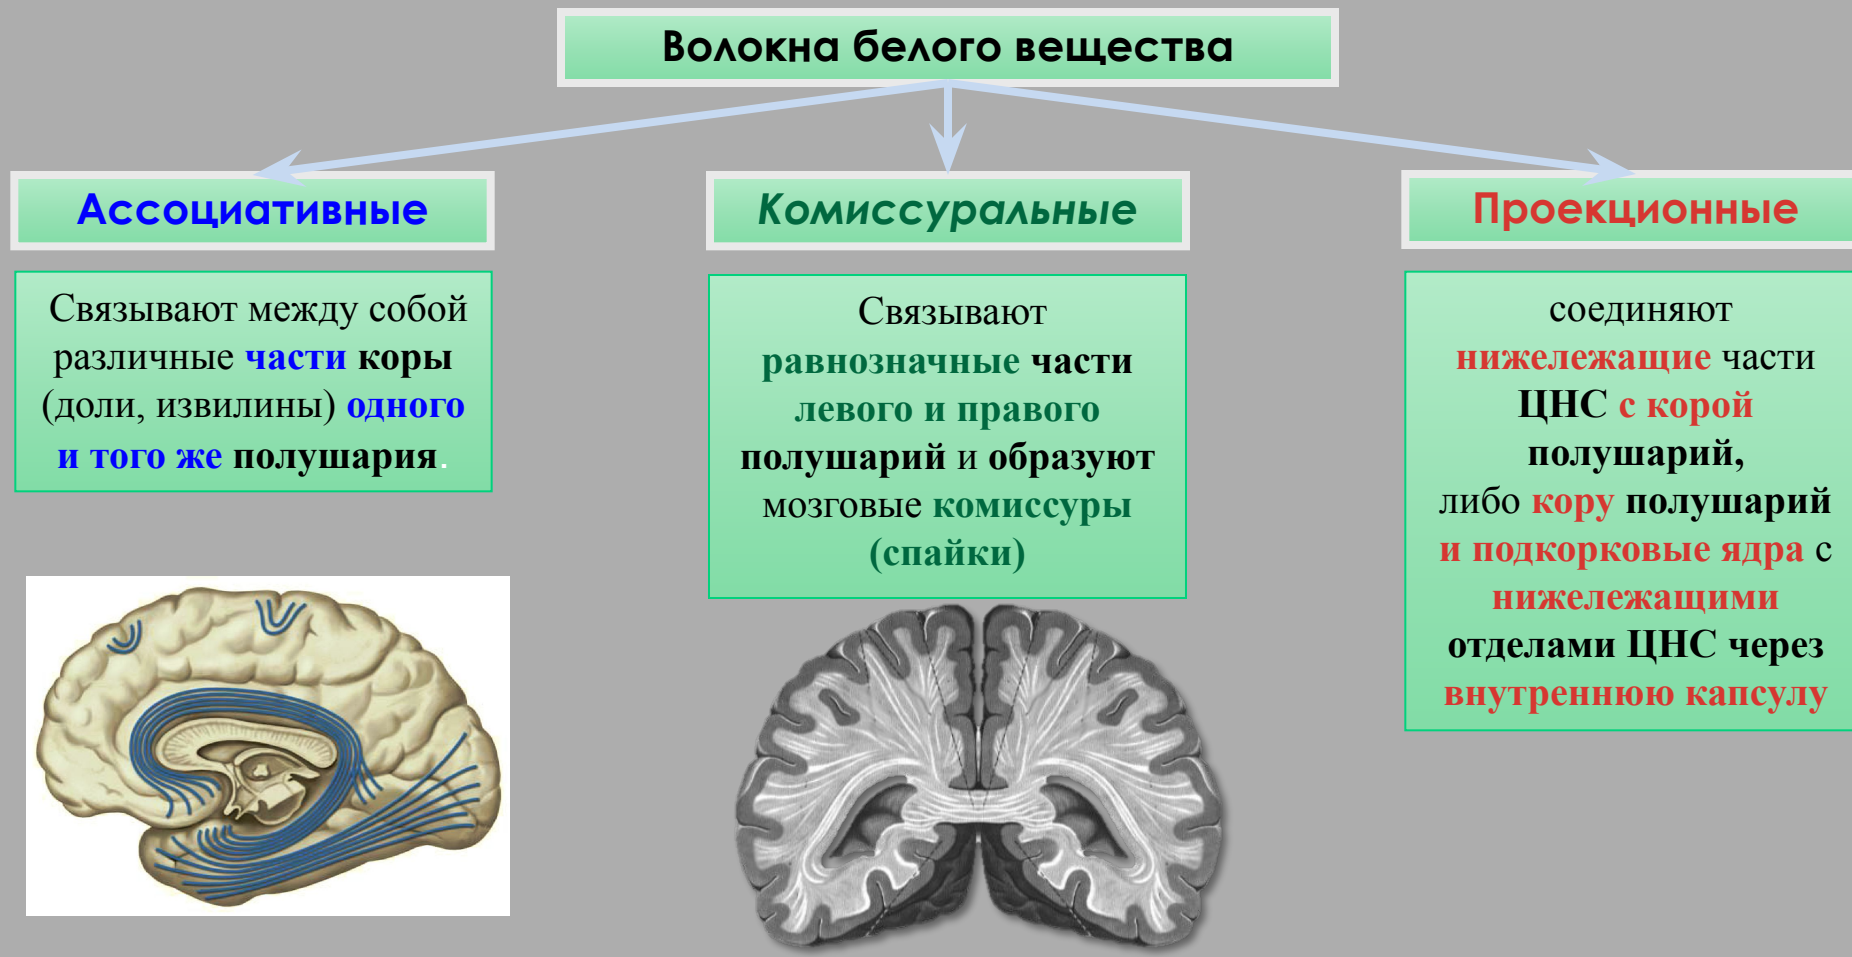 Волокна белого вещества
Ассоциативные
Связывают между собой
различные части коры
(доли, извилины) одного
и того же полушария.
Комиссуральные
Связывают
равнозначные части
левого и правого
полушарий и образуют
мозговые комиссуры
(спайки)
Проекционные
соединяют
нижележащие части
ЦНС с корой
полушарий,
либо кору полушарий
и подкорковые ядра с
нижележащими
отделами ЦНС через
внутреннюю капсулу